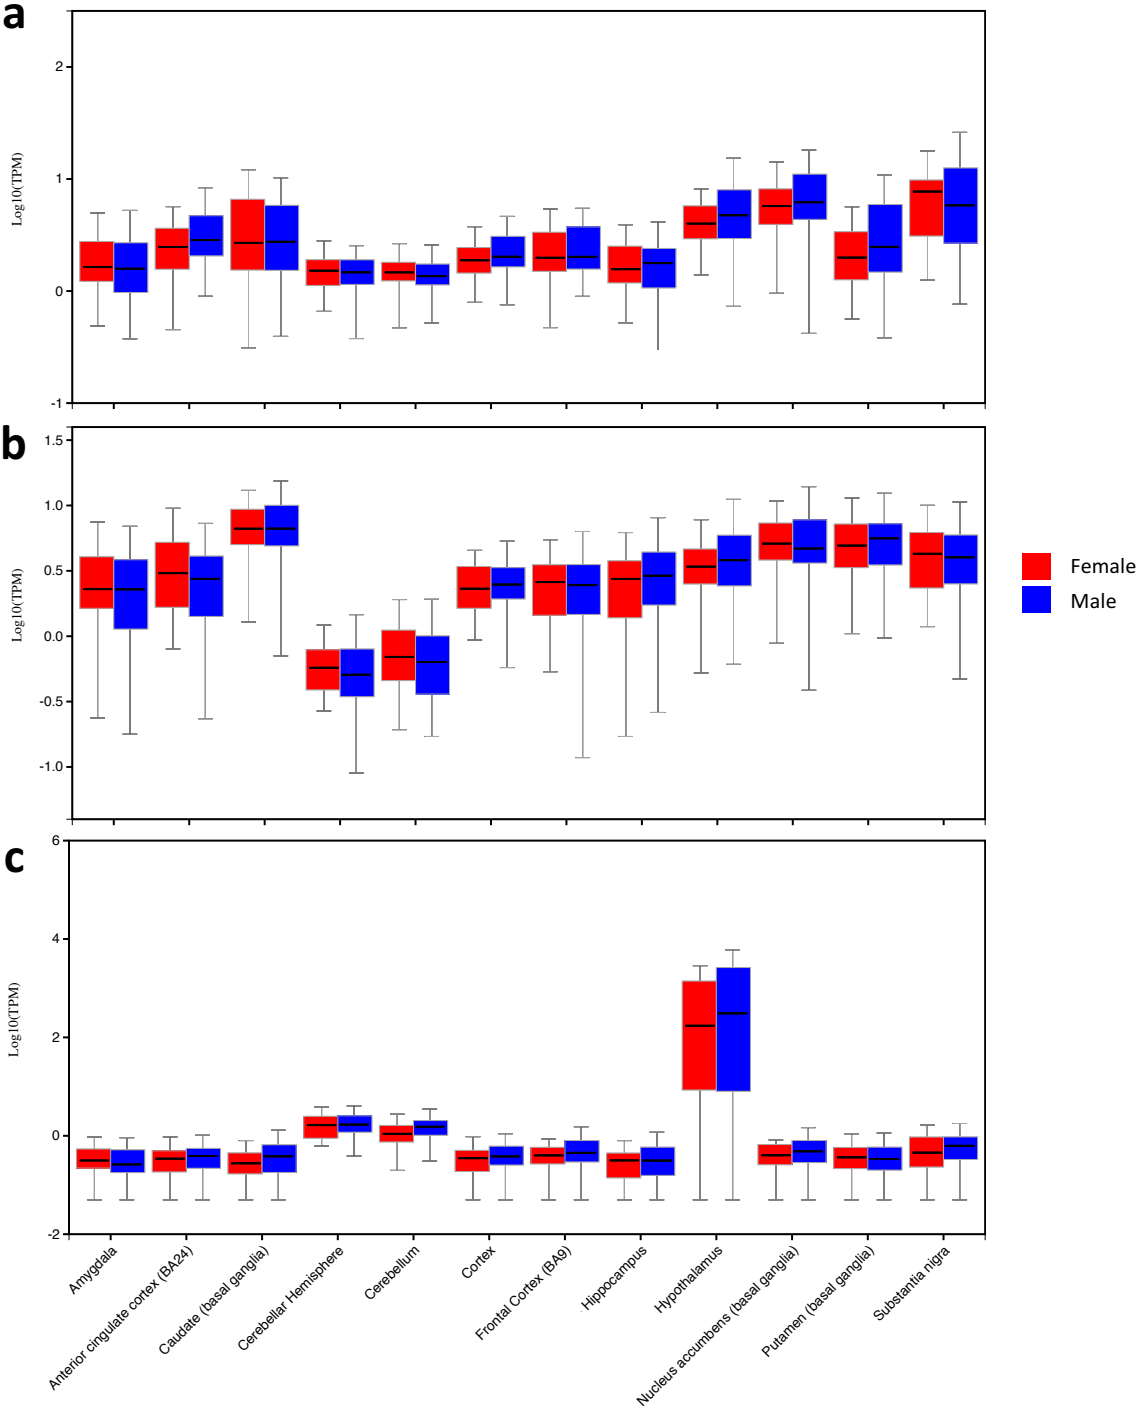 a
2
1
0
-1
Log10(TPM)
b
1.5
1.0
0.5
0.0
-0.5
-1.0
Log10(TPM)
Female
Male
c
6
4
2
0
-2
Log10(TPM)
Amygdala
Anterior cingulate cortex (BA24)
Caudate (basal ganglia)
Cerebellar Hemisphere
Cerebellum
Cortex
Frontal Cortex (BA9)
Hippocampus
Hypothalamus
Nucleus accumbens (basal ganglia)
Putamen (basal ganglia)
Substantia nigra